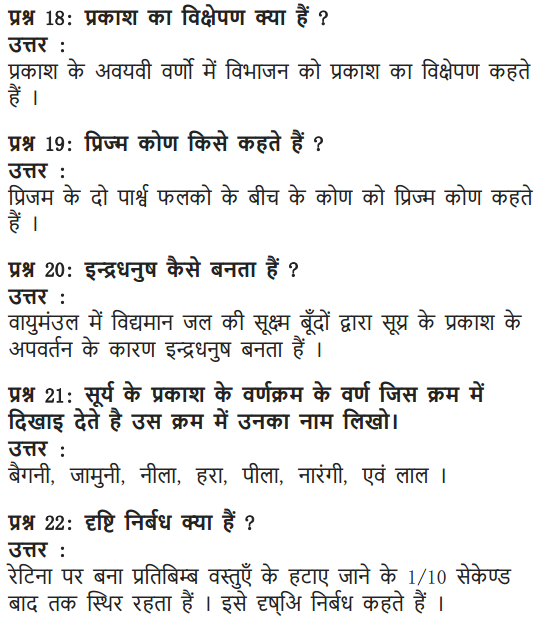 प्रश्न 18: प्रकाश का विक्षेपण क्या हैं ?
उत्तर :
प्रकाश के अवयवी वर्णो में विभाजन को प्रकाश का विक्षेपण कहते
हैं ।
प्रश्न 19: प्रिज्म कोण किसे कहते हैं ?
उत्तर :
प्रिजम के दो पार्श्व फलको के बीच के कोण को प्रिज्म कोण कहते
हैं ।
प्रश्न 20: इन्द्रधनुष कैसे बनता हैं ?
उत्तर :
वायुमंउल में विद्यमान जल की सूक्ष्म बूँदों द्वारा सूय्र के प्रकाश के
अपवर्तन के कारण इन्द्रधनुष बनता हैं ।
प्रश्न 21: सूर्य के प्रकाश के वर्णक्रम के वर्ण जिस क्रम में
दिखाइ देते है उस क्रम में उनका नाम लिखो।
उत्तर :
बैगनी, जामुनी, नीला, हरा, पीला, नारंगी, एवं लाल ।
प्रश्न 22: दृष्टि निर्बध क्या हैं ?
उत्तर :
रेटिना पर बना प्रतिबिम्ब वस्तुएँ के हटाए जाने के 1/10 सेकेण्ड
बाद तक स्थिर रहता हैं । इसे दृष्अि निर्बध कहते हैं ।